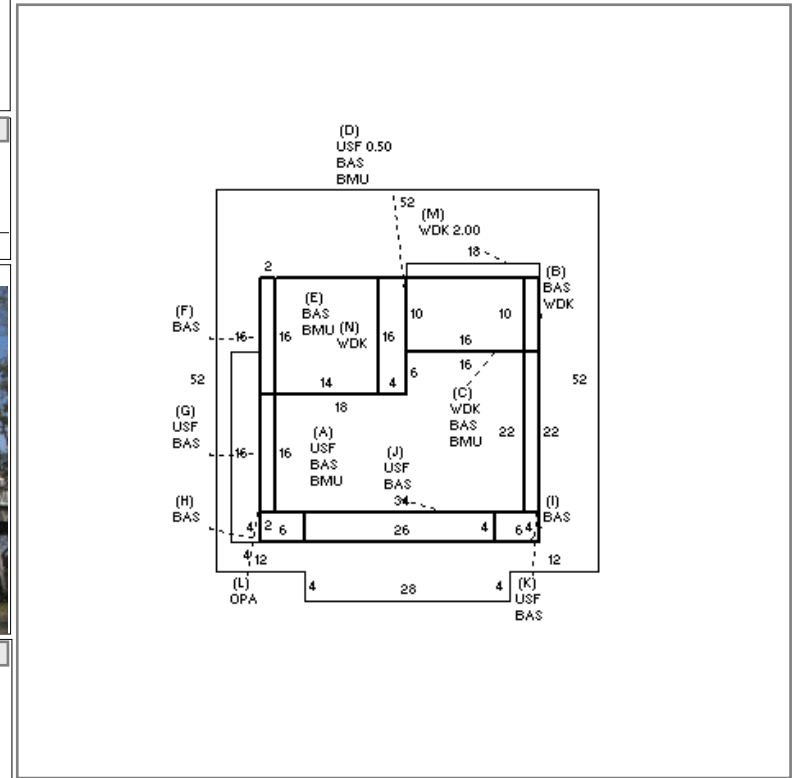 (D)
USF 0.50
BAS
BMU
52
(M)
WDK 2.00
18
2
(B)
BAS
WDK
(F)
BAS
16
16
(E)
BAS
BMU
(N)
WDK
16
10
10
16
16
52
52
14
4
6
18
(C)
WDK
BAS
BMU
(G)
USF
BAS
16
16
(A)
USF
BAS
BMU
22
22
(J)
USF
BAS
34
(H)
BAS
(I)
BAS
4
2
6
26
4
6
4
4
12
12
(L)
OPA
4
28
4
(K)
USF
BAS